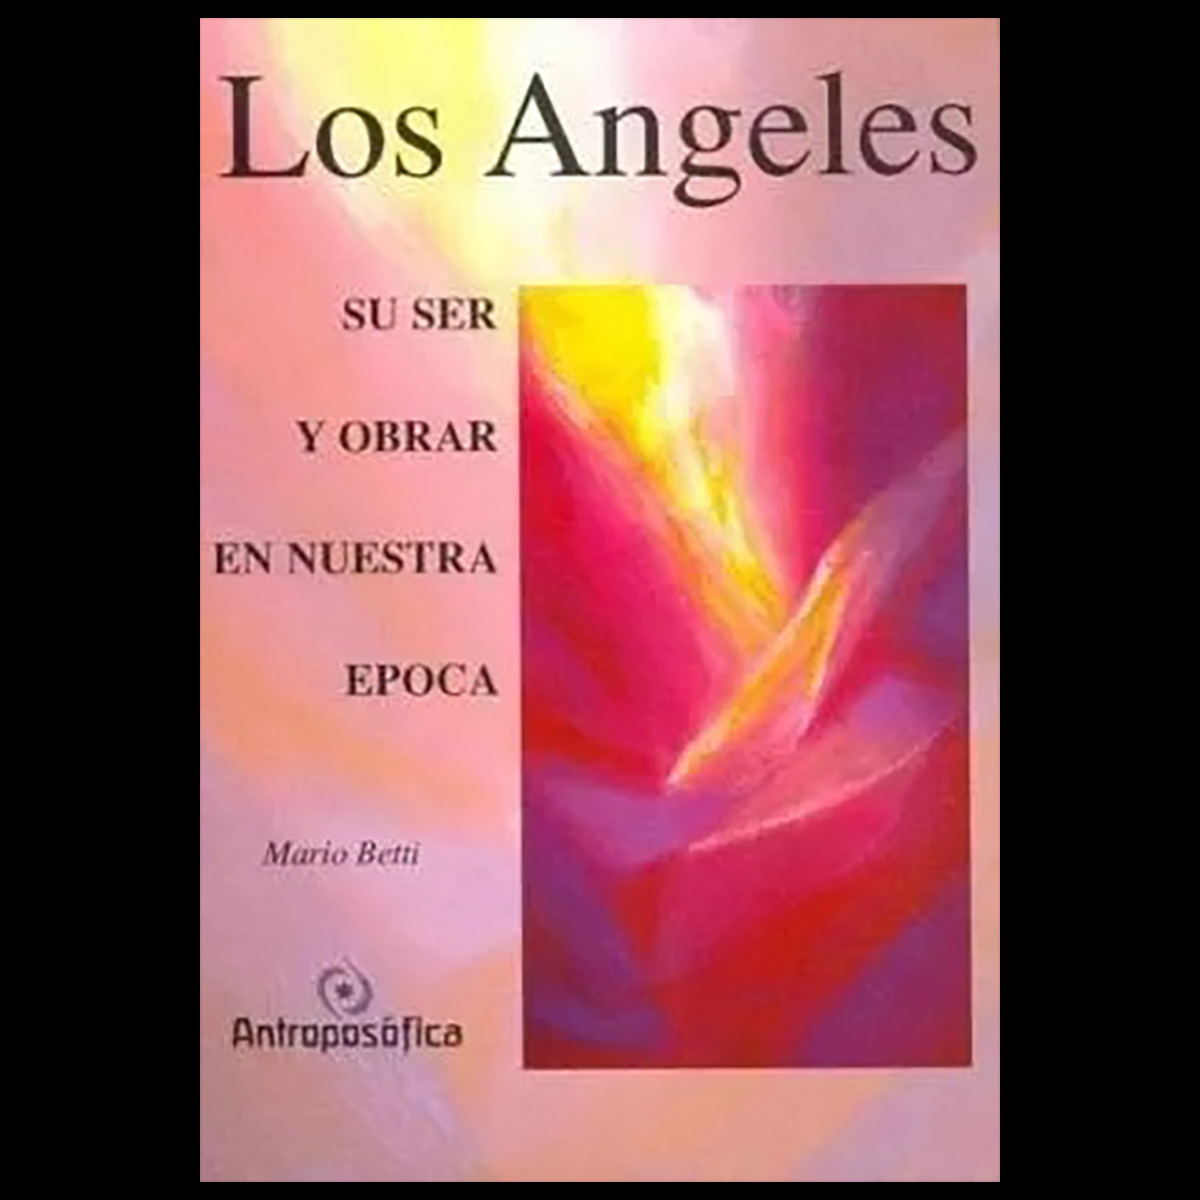 Los Angeles
SU SER
Y OBRAR
EN NUESTRA
EPOCA
Mario Betti
Antroposófica